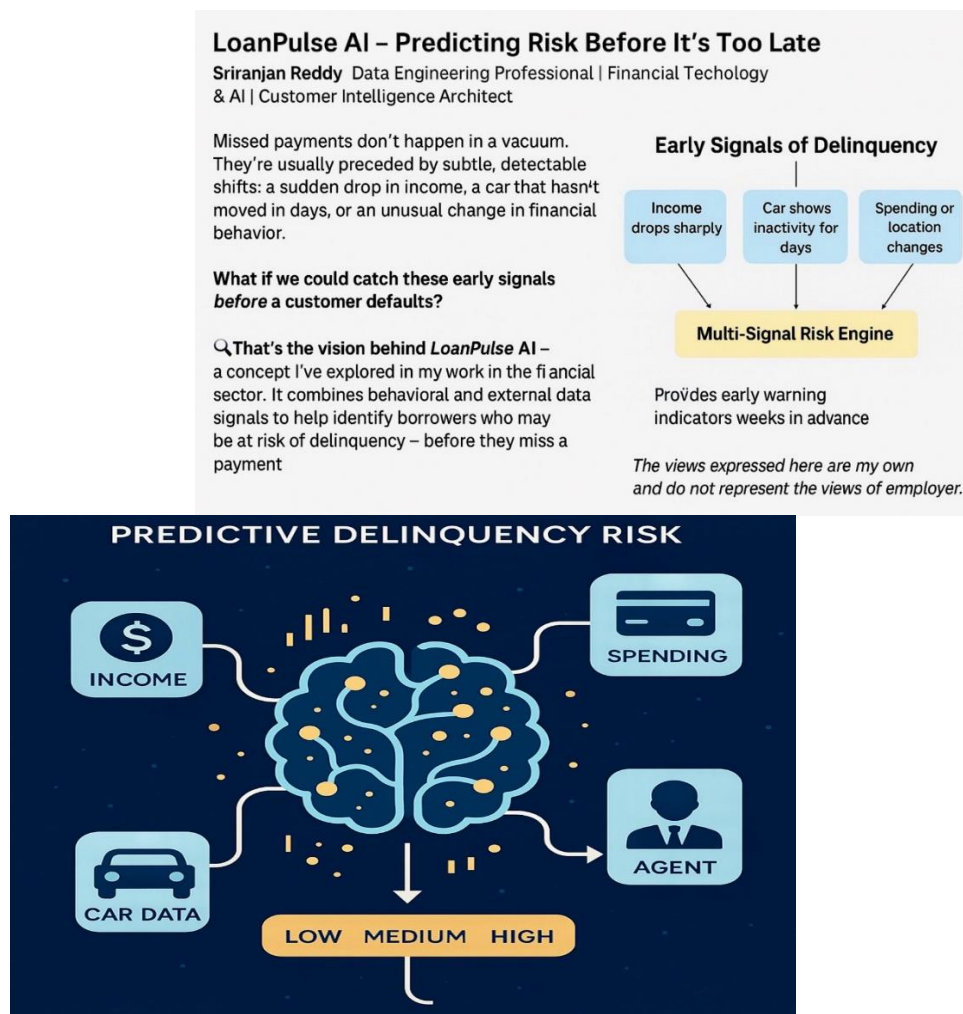 LoanPulse AI – Predicting Risk Before It's Too Late
Sriranjan Reddy Data Engineering Professional | Financial Techology
& AI | Customer Intelligence Architect
Missed payments don't happen in a vacuum.
They're usually preceded by subtle, detectable
shifts: a sudden drop in income, a car that hasn't
moved in days, or an unusual change in financial
behavior.
What if we could catch these early signals
before a customer defaults?
🔍That's the vision behind LoanPulse AI –
a concept I've explored in my work in the fi ancial
sector. It combines behavioral and external data
signals to help identify borrowers who may
be at risk of delinquency – before they miss a
payment
Early Signals of Delinquency
Income
drops sharply
Car shows
inactivity for
days
Spending or
location
changes
Multi-Signal Risk Engine
Provides early warning
indicators weeks in advance
The views expressed here are my own
and do not represent the views of employer.
PREDICTIVE DELINQUENCY RISK
$
INCOME
SPENDING
CAR DATA
AGENT
LOW MEDIUM HIGH